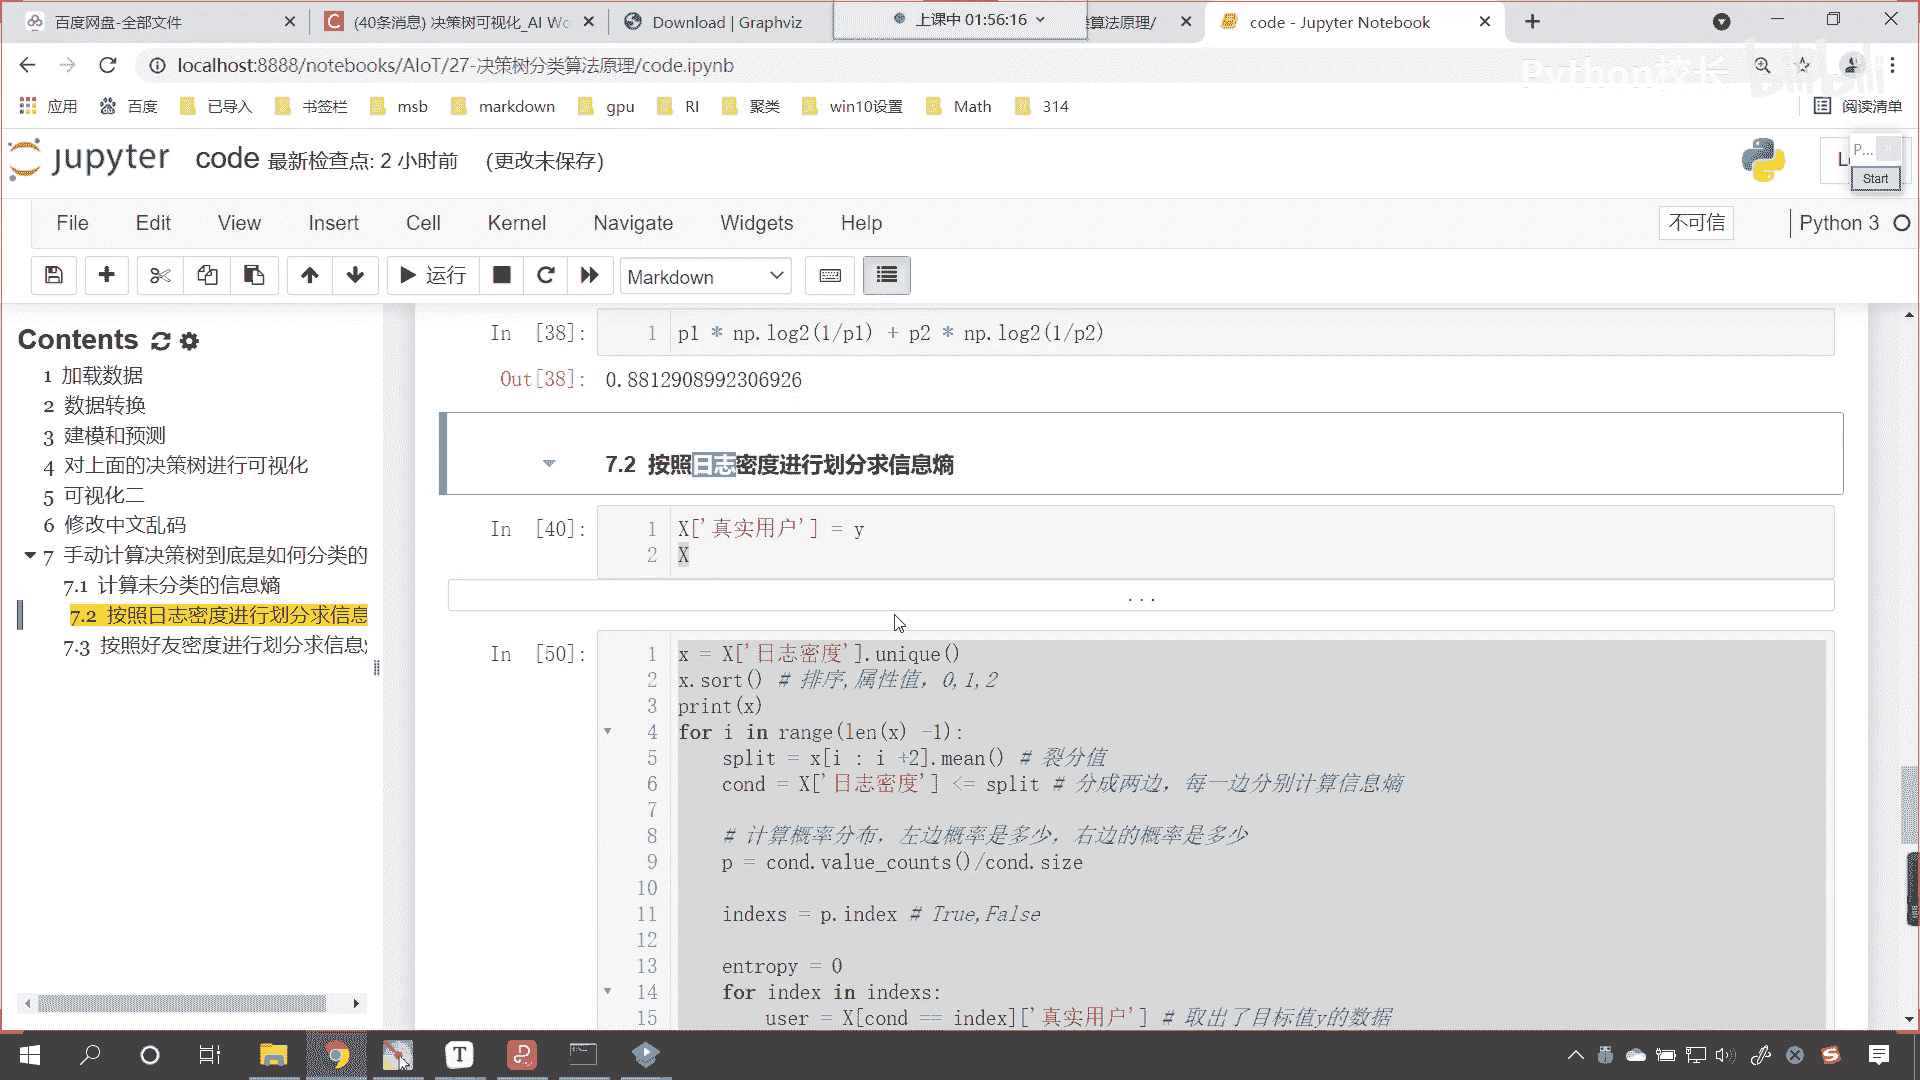 百度网盘-全部文件
(40条消息) 决策树可视化_AI Wo
Download | Graphviz
上课中 01:56:16
类算法原理/
code - Jupyter Notebook
localhost:8888/notebooks/AIoT/27-决策树分类算法原理/code.ipynb
Python校长
bilibili
应用
百度
已导入
书签栏
msb
markdown
gpu
RI
聚类
win10设置
Math
314
阅读清单
jupyter
code 最新检查点: 2 小时前 (更改未保存)
P...
Start
File Edit View Insert Cell Kernel Navigate Widgets Help
不可信
Python 3
运行
Markdown
Contents
1 加载数据
2 数据转换
3 建模和预测
4 对上面的决策树进行可视化
5 可视化二
6 修改中文乱码
7 手动计算决策树到底是如何分类的
7.1 计算未分类的信息熵
7.2 按照日志密度进行划分求信息
7.3 按照好友密度进行划分求信息
In [38]:
1 p1 * np.log2(1/p1) + p2 * np.log2(1/p2)
Out[38]: 0.8812908992306926
7.2 按照日志密度进行划分求信息熵
In [40]:
1 X['真实用户'] = y
2 X
...
In [50]:
1 x = X['日志密度'].unique()
2 x.sort() # 排序,属性值，0,1,2
3 print(x)
4 for i in range(len(x) -1):
5 split = x[i : i +2].mean() # 裂分值
6 cond = X['日志密度'] <= split # 分成两边，每一边分别计算信息熵
7
8 # 计算概率分布，左边概率是多少，右边的概率是多少
9 p = cond.value_counts()/cond.size
10
11 indexs = p.index # True,False
12
13 entropy = 0
14 for index in indexs:
15 user = X[cond == index]['真实用户'] # 取出了目标值y的数据